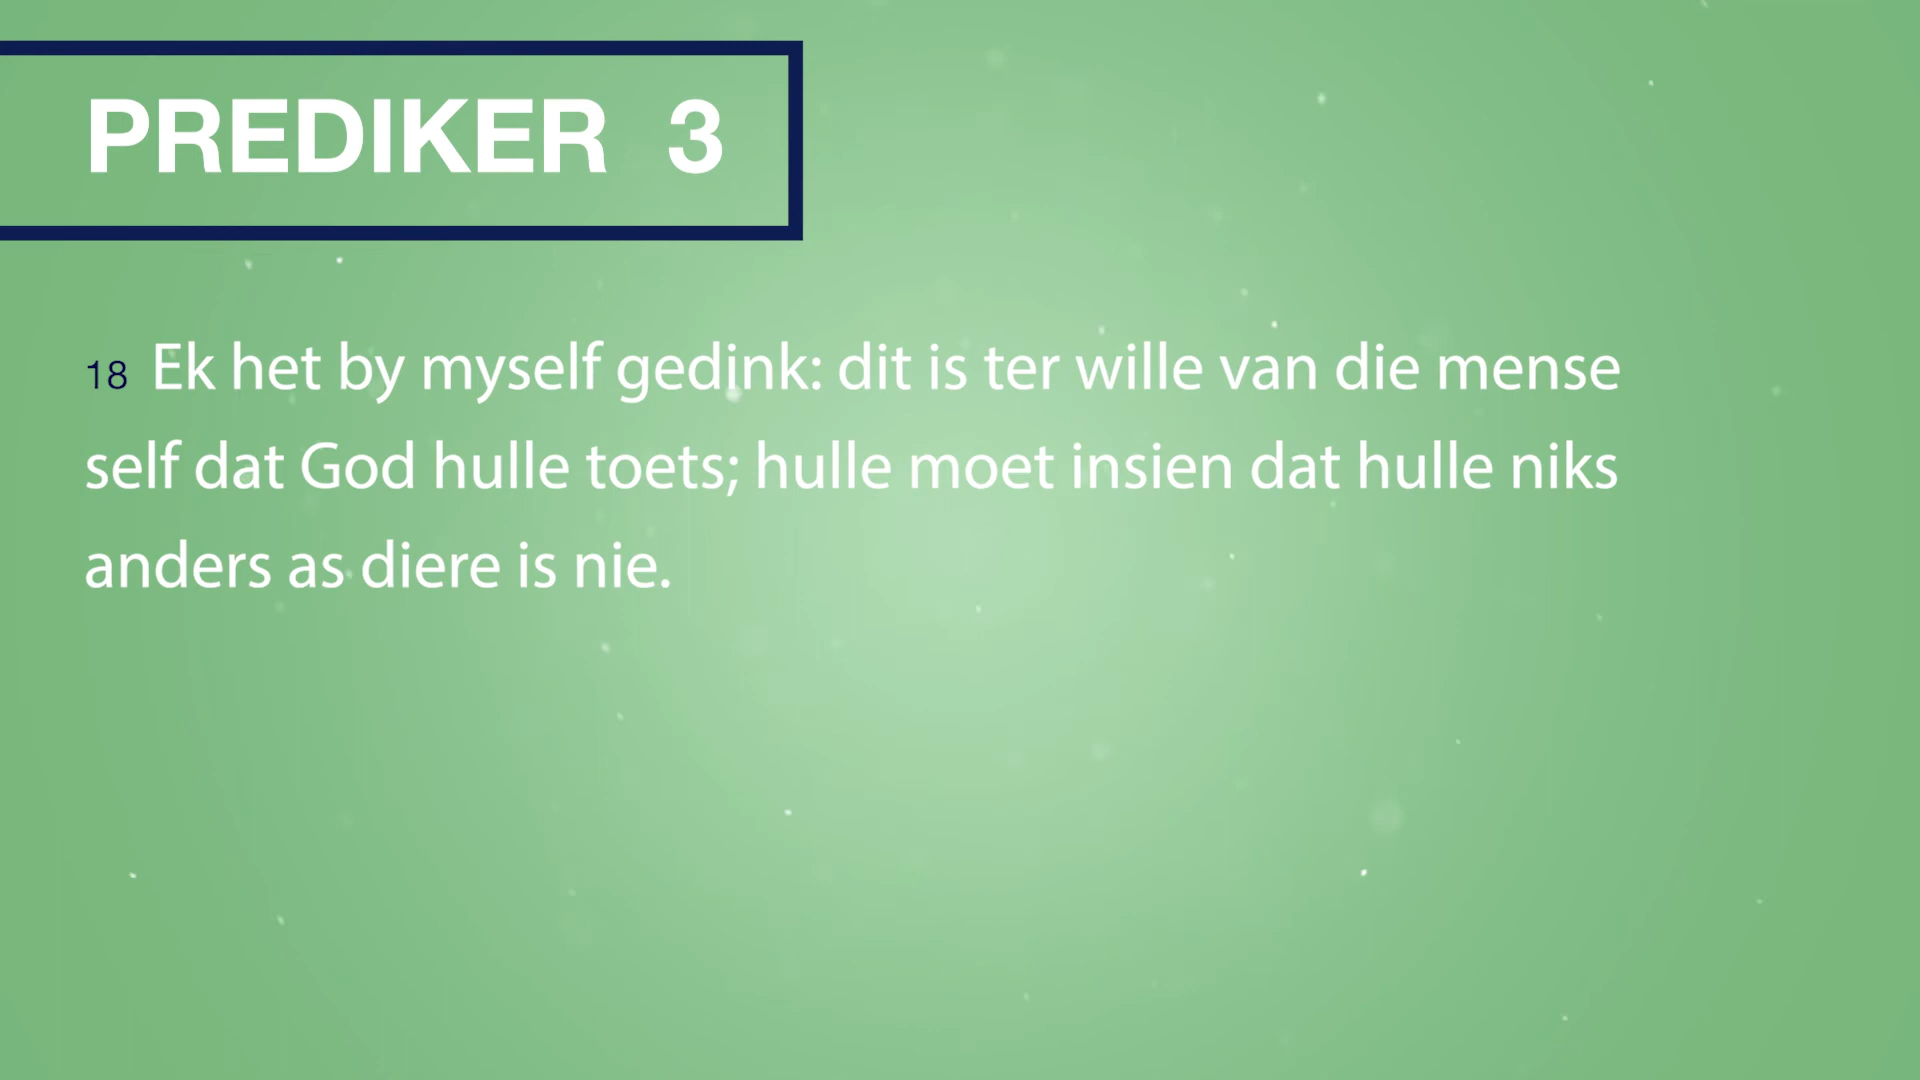 PREDIKER 3
18 Ek het by myself gedink: dit is ter wille van die mense
self dat God hulle toets; hulle moet insien dat hulle niks
anders as diere is nie.